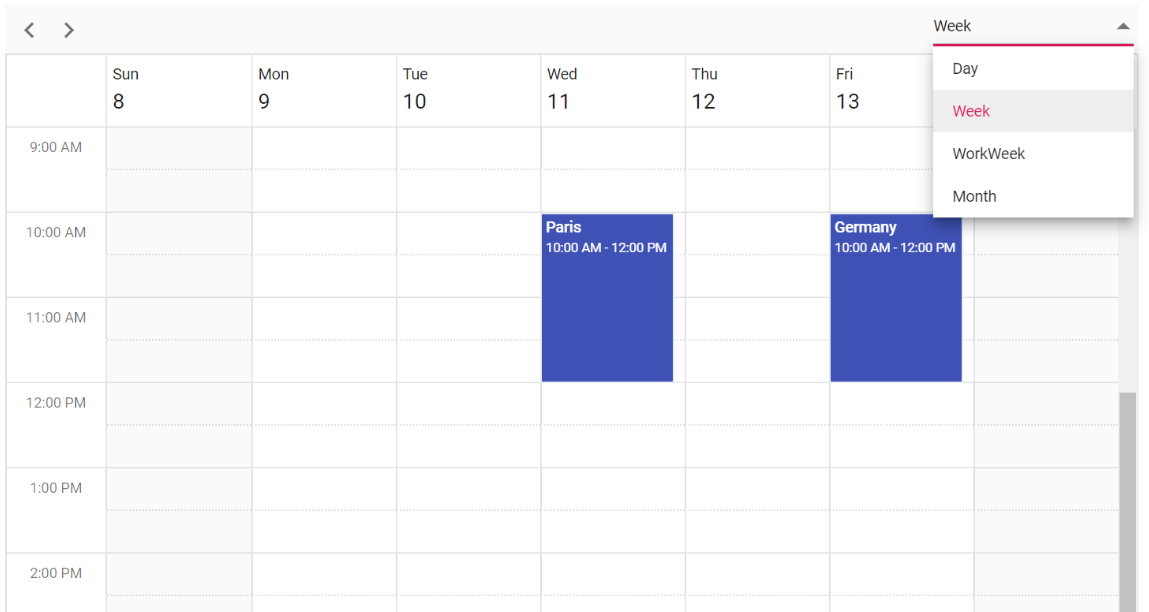 Week
Day
Week
WorkWeek
Month
Sun
8
Mon
9
Tue
10
Wed
11
Thu
12
Fri
13
9:00 AM
10:00 AM
Paris
10:00 AM - 12:00 PM
Germany
10:00 AM - 12:00 PM
11:00 AM
12:00 PM
1:00 PM
2:00 PM